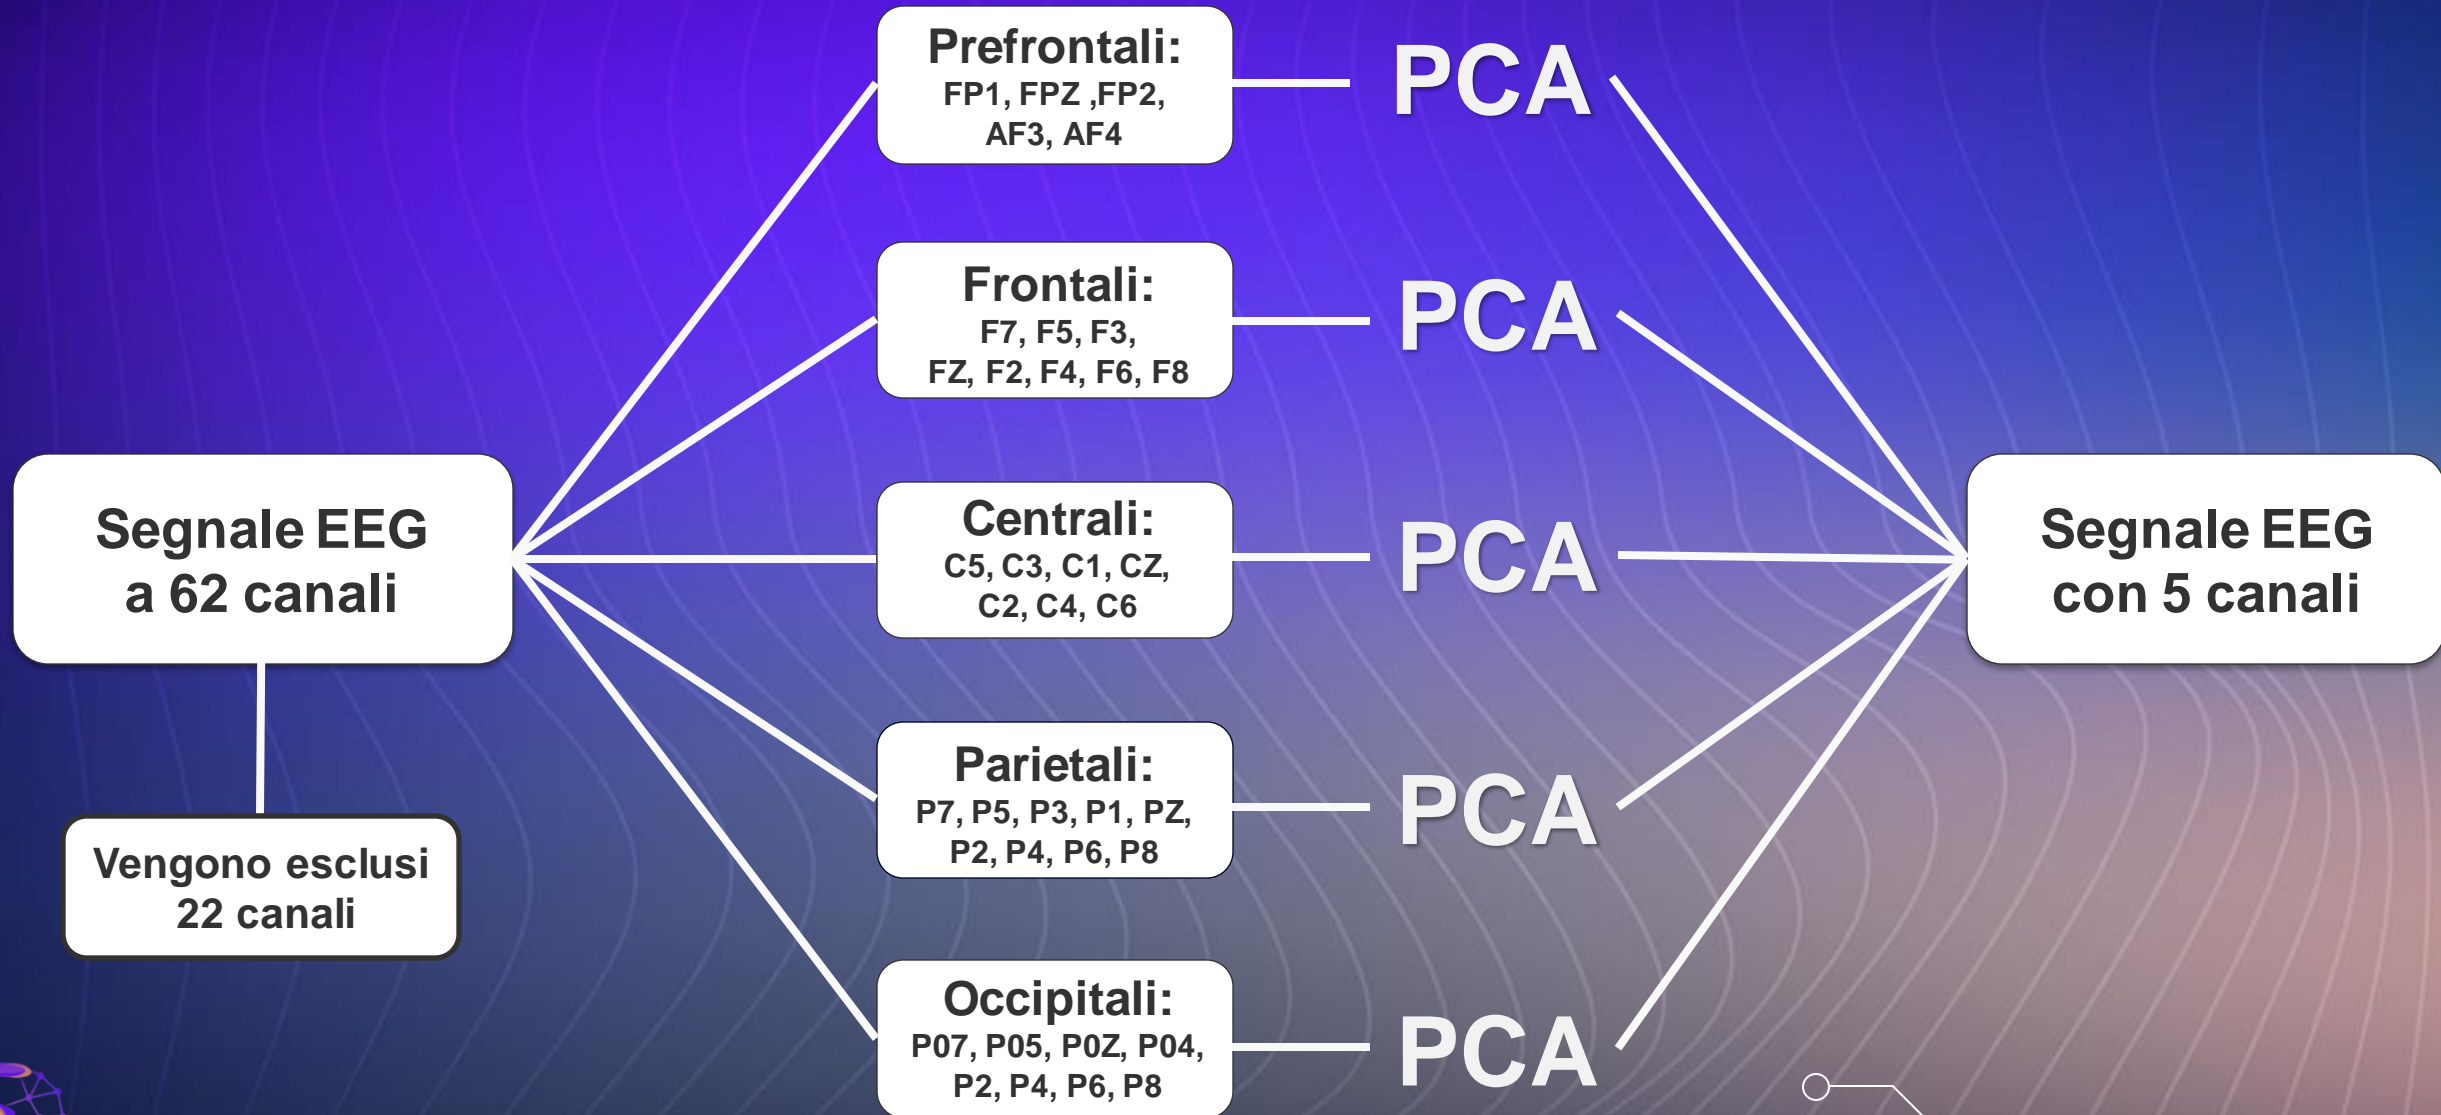 Prefrontali:
FP1, FPZ ,FP2,
AF3, AF4
PCA
Frontali:
F7, F5, F3,
FZ, F2, F4, F6, F8
PCA
Segnale EEG
a 62 canali
Centrali:
C5, C3, C1, CZ,
C2, C4, C6
PCA
Segnale EEG
con 5 canali
Parietali:
P7, P5, P3, P1, PZ,
P2, P4, P6, P8
PCA
Vengono esclusi
22 canali
Occipitali:
P07, P05, P0Z, P04,
P2, P4, P6, P8
PCA